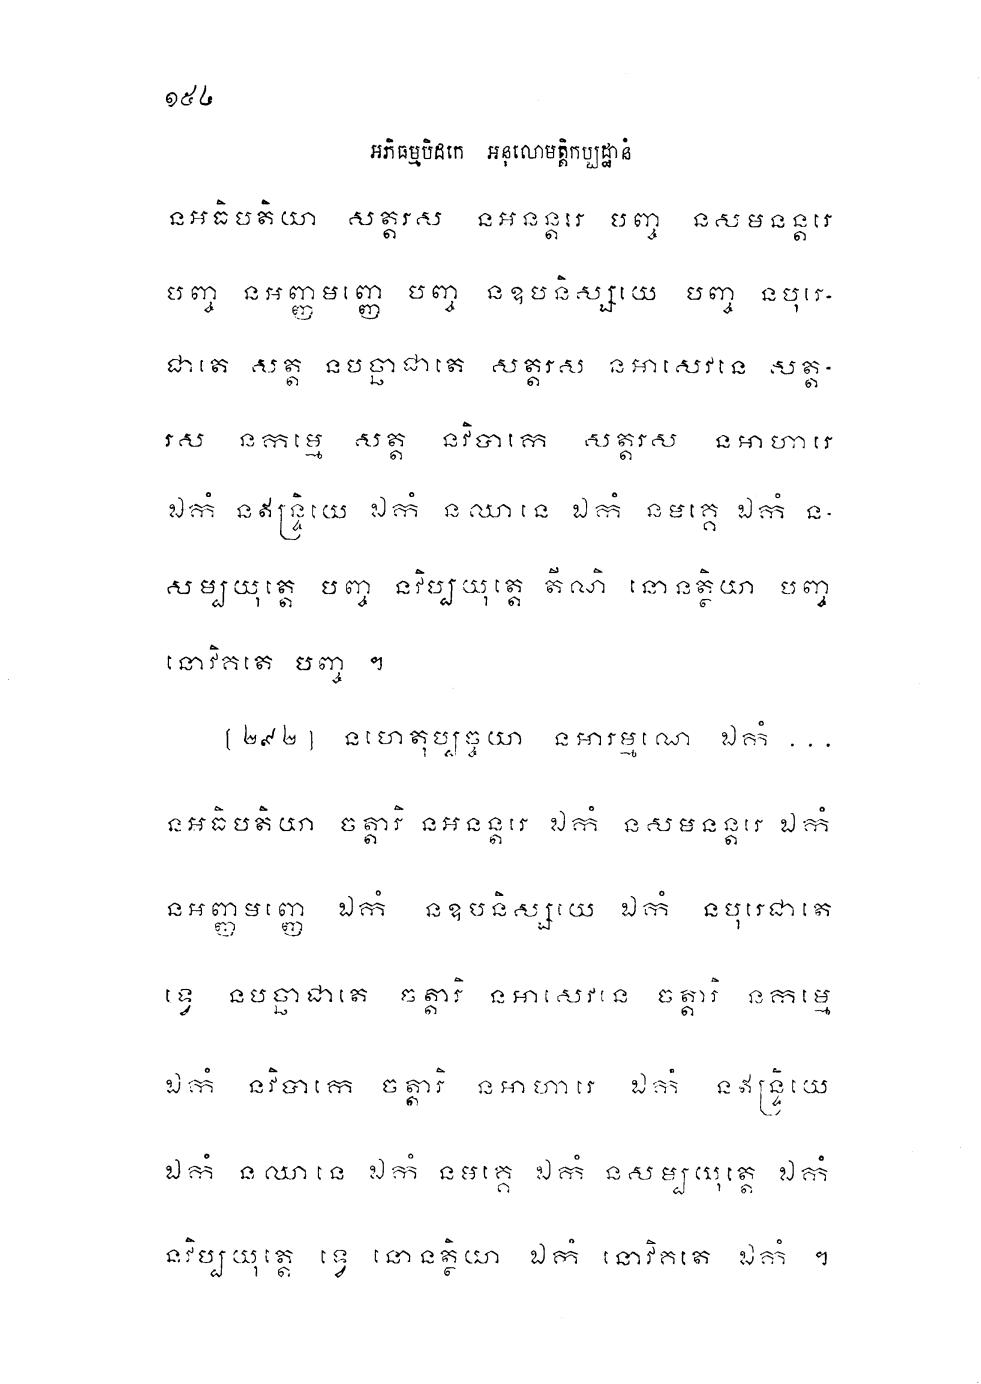 ១៥៤
អភិធម្មបិដកេ អនុលោមត្តិកប្បដ្ឋានំ
នអធិបតិយា សត្តរស នអនន្តរេ បញ្ច នសមនន្តរេ
បញ្ច នអញ្ញមញ្ញេ បញ្ច នឧបនិស្សយេ បញ្ច នបុរេ-
ជាតេ សត្ត នបច្ឆាជាតេ សត្តរស នអាសេវនេ សត្ត-
រស នកម្មេ សត្ត នវិបាកេ សត្តរស នអាហារេ
ឯកំ នឥន្ទ្រិយេ ឯកំ នឈានេ ឯកំ នមគ្គេ ឯកំ ន-
សម្បយុត្តេ បញ្ច នវិប្បយុត្តេ តីណិ នោនត្ថិយា បញ្ច
នោវិគតេ បញ្ច ។
[២៩២] នហេតុប្បច្ចយា នអារម្មណេ ឯកំ ...
នអធិបតិយា ចត្តារិ នអនន្តរេ ឯកំ នសមនន្តរេ ឯកំ
នអញ្ញមញ្ញេ ឯកំ នឧបនិស្សយេ ឯកំ នបុរេជាតេ
ទ្វេ នបច្ឆាជាតេ ចត្តារិ នអាសេវនេ ចត្តារិ នកម្មេ
ឯកំ នវិបាកេ ចត្តារិ នអាហារេ ឯកំ នឥន្ទ្រិយេ
ឯកំ នឈានេ ឯកំ នមគ្គេ ឯកំ នសម្បយុត្តេ ឯកំ
នវិប្បយុត្តេ ទ្វេ នោនត្ថិយា ឯកំ នោវិគតេ ឯកំ ។